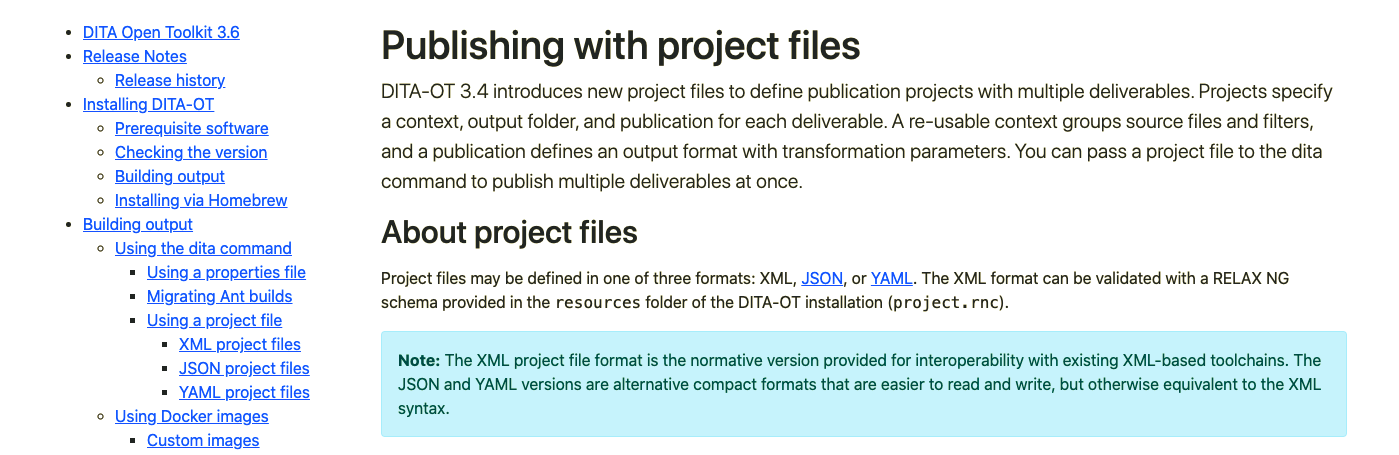 DITA Open Toolkit 3.6
Release Notes
Release history
Installing DITA-OT
Prerequisite software
Checking the version
Building output
Installing via Homebrew
Building output
Using the dita command
Using a properties file
Migrating Ant builds
Using a project file
XML project files
JSON project files
YAML project files
Using Docker images
Custom images
Publishing with project files
DITA-OT 3.4 introduces new project files to define publication projects with multiple deliverables. Projects specify
a context, output folder, and publication for each deliverable. A re-usable context groups source files and filters,
and a publication defines an output format with transformation parameters. You can pass a project file to the dita
command to publish multiple deliverables at once.
About project files
Project files may be defined in one of three formats: XML, JSON, or YAML. The XML format can be validated with a RELAX NG
schema provided in the resources folder of the DITA-OT installation (project.rnc).
Note: The XML project file format is the normative version provided for interoperability with existing XML-based toolchains. The
JSON and YAML versions are alternative compact formats that are easier to read and write, but otherwise equivalent to the XML
syntax.